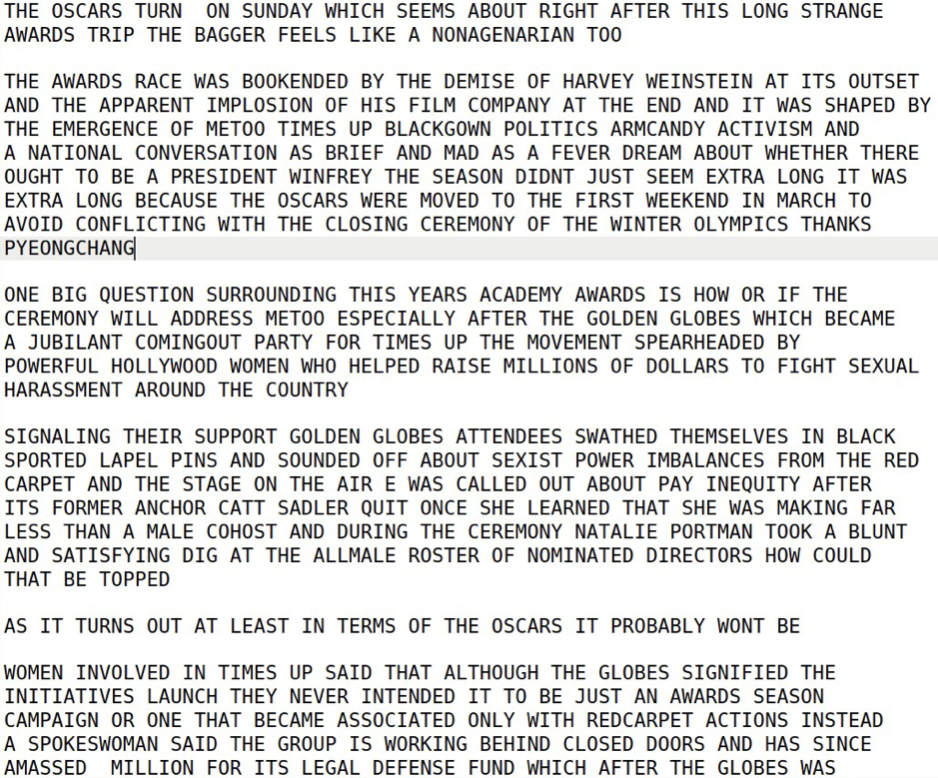 THE OSCARS TURN  ON SUNDAY WHICH SEEMS ABOUT RIGHT AFTER THIS LONG STRANGE
AWARDS TRIP THE BAGGER FEELS LIKE A NONAGENARIAN TOO

THE AWARDS RACE WAS BOOKENDED BY THE DEMISE OF HARVEY WEINSTEIN AT ITS OUTSET
AND THE APPARENT IMPLOSION OF HIS FILM COMPANY AT THE END AND IT WAS SHAPED BY
THE EMERGENCE OF METOO TIMES UP BLACKGOWN POLITICS ARMCANDY ACTIVISM AND
A NATIONAL CONVERSATION AS BRIEF AND MAD AS A FEVER DREAM ABOUT WHETHER THERE
OUGHT TO BE A PRESIDENT WINFREY THE SEASON DIDNT JUST SEEM EXTRA LONG IT WAS
EXTRA LONG BECAUSE THE OSCARS WERE MOVED TO THE FIRST WEEKEND IN MARCH TO
AVOID CONFLICTING WITH THE CLOSING CEREMONY OF THE WINTER OLYMPICS THANKS
PYEONGCHANG

ONE BIG QUESTION SURROUNDING THIS YEARS ACADEMY AWARDS IS HOW OR IF THE
CEREMONY WILL ADDRESS METOO ESPECIALLY AFTER THE GOLDEN GLOBES WHICH BECAME
A JUBILANT COMINGOUT PARTY FOR TIMES UP THE MOVEMENT SPEARHEADED BY
POWERFUL HOLLYWOOD WOMEN WHO HELPED RAISE MILLIONS OF DOLLARS TO FIGHT SEXUAL
HARASSMENT AROUND THE COUNTRY

SIGNALING THEIR SUPPORT GOLDEN GLOBES ATTENDEES SWATHED THEMSELVES IN BLACK
SPORTED LAPEL PINS AND SOUNDED OFF ABOUT SEXIST POWER IMBALANCES FROM THE RED
CARPET AND THE STAGE ON THE AIR E WAS CALLED OUT ABOUT PAY INEQUITY AFTER
ITS FORMER ANCHOR CATT SADLER QUIT ONCE SHE LEARNED THAT SHE WAS MAKING FAR
LESS THAN A MALE COHOST AND DURING THE CEREMONY NATALIE PORTMAN TOOK A BLUNT
AND SATISFYING DIG AT THE ALLMALE ROSTER OF NOMINATED DIRECTORS HOW COULD
THAT BE TOPPED

AS IT TURNS OUT AT LEAST IN TERMS OF THE OSCARS IT PROBABLY WONT BE

WOMEN INVOLVED IN TIMES UP SAID THAT ALTHOUGH THE GLOBES SIGNIFIED THE
INITIATIVES LAUNCH THEY NEVER INTENDED IT TO BE JUST AN AWARDS SEASON
CAMPAIGN OR ONE THAT BECAME ASSOCIATED ONLY WITH REDCARPET ACTIONS INSTEAD
A SPOKESWOMAN SAID THE GROUP IS WORKING BEHIND CLOSED DOORS AND HAS SINCE
AMASSED  MILLION FOR ITS LEGAL DEFENSE FUND WHICH AFTER THE GLOBES WAS